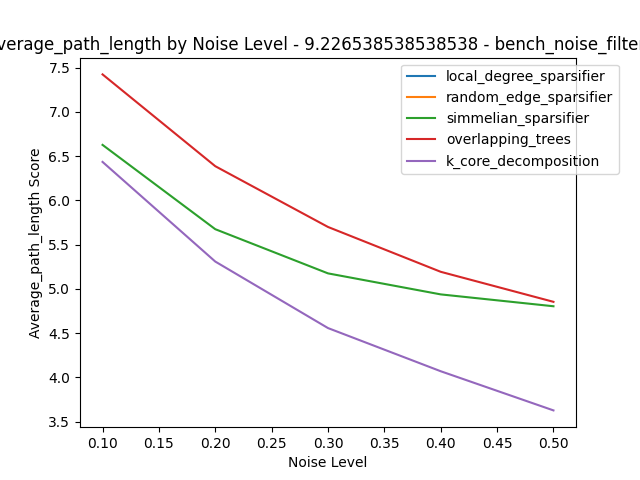 verage_path_length by Noise Level - 9.226538538538538 - bench_noise_filter
local_degree_sparsifier
random_edge_sparsifier
simmelian_sparsifier
overlapping_trees
k_core_decomposition
Average_path_length Score
7.5
7.0
6.5
6.0
5.5
5.0
4.5
4.0
3.5
0.10 0.15 0.20 0.25 0.30 0.35 0.40 0.45 0.50
Noise Level